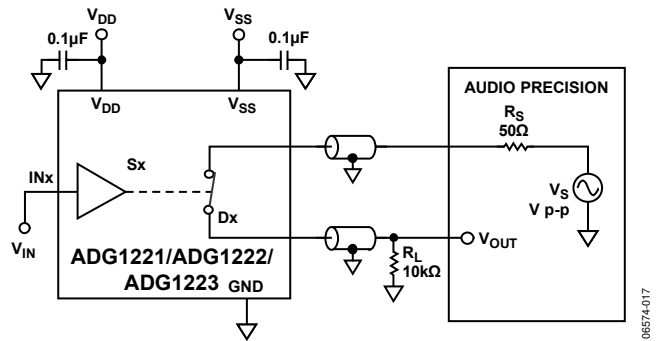 VDD
VSS
0.1µF
0.1µF
VDD
VSS
AUDIO PRECISION
RS
50Ω
INx
Sx
VS
V p-p
Dx
VIN
VOUT
ADG1221/ADG1222/
ADG1223
GND
RL
10kΩ
06574-017